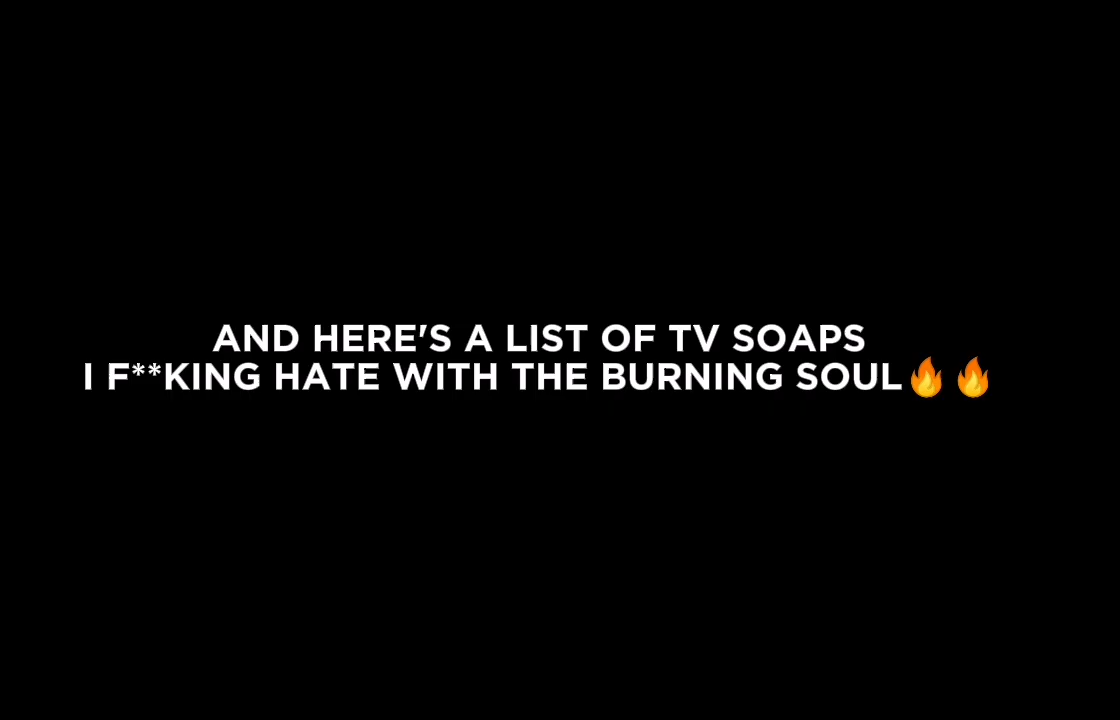 AND HERE'S A LIST OF TV SOAPS
I F**KING HATE WITH THE BURNING SOUL🔥🔥